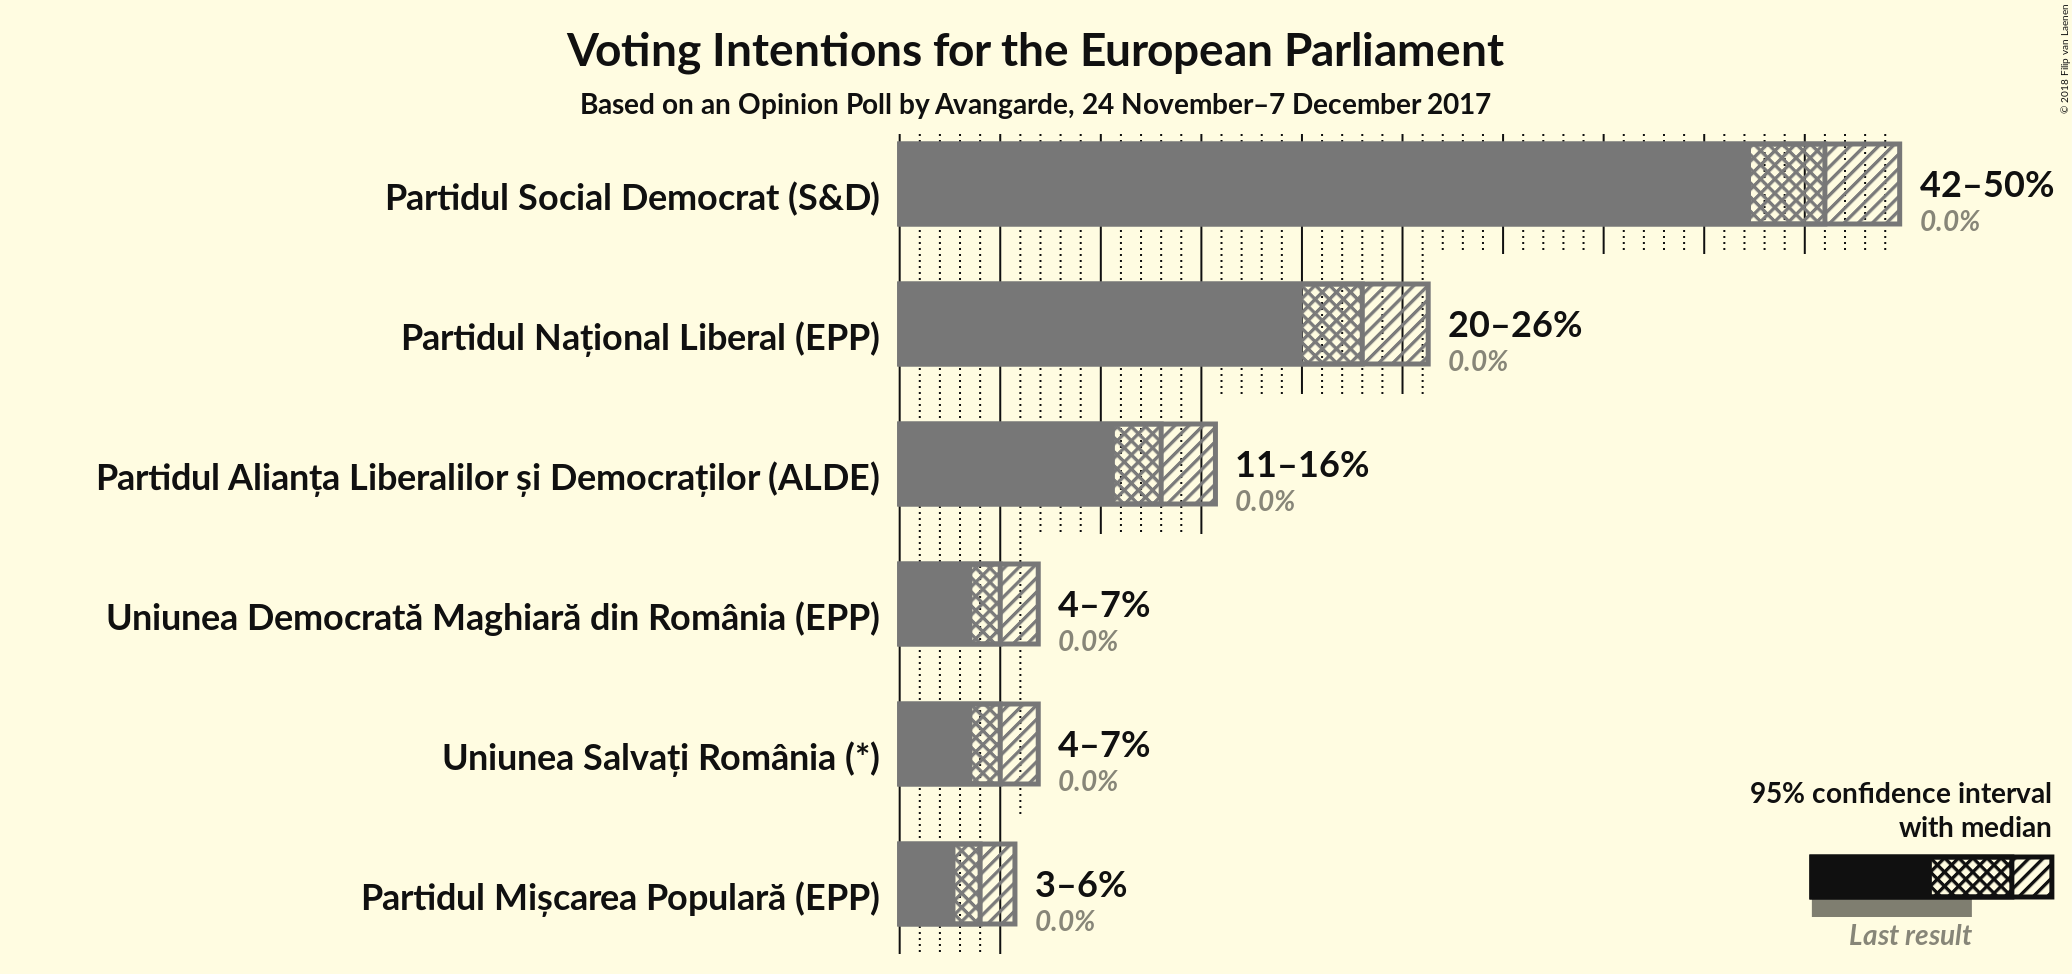 Voting Intentions for the European Parliament
Based on an Opinion Poll by Avangarde, 24 November–7 December 2017
© 2018 Filip van Laenen
Partidul Social Democrat (S&D)
42–50%
0.0%
Partidul Național Liberal (EPP)
20–26%
0.0%
Partidul Alianța Liberalilor și Democraților (ALDE)
11–16%
0.0%
Uniunea Democrată Maghiară din România (EPP)
4–7%
0.0%
Uniunea Salvați România (*)
4–7%
0.0%
Partidul Mișcarea Populară (EPP)
3–6%
0.0%
95% confidence interval
with median
Last result